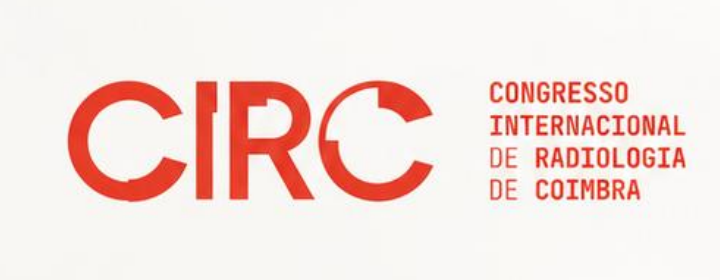 CIRC
CONGRESSO
INTERNACIONAL
DE RADIOLOGIA
DE COIMBRA